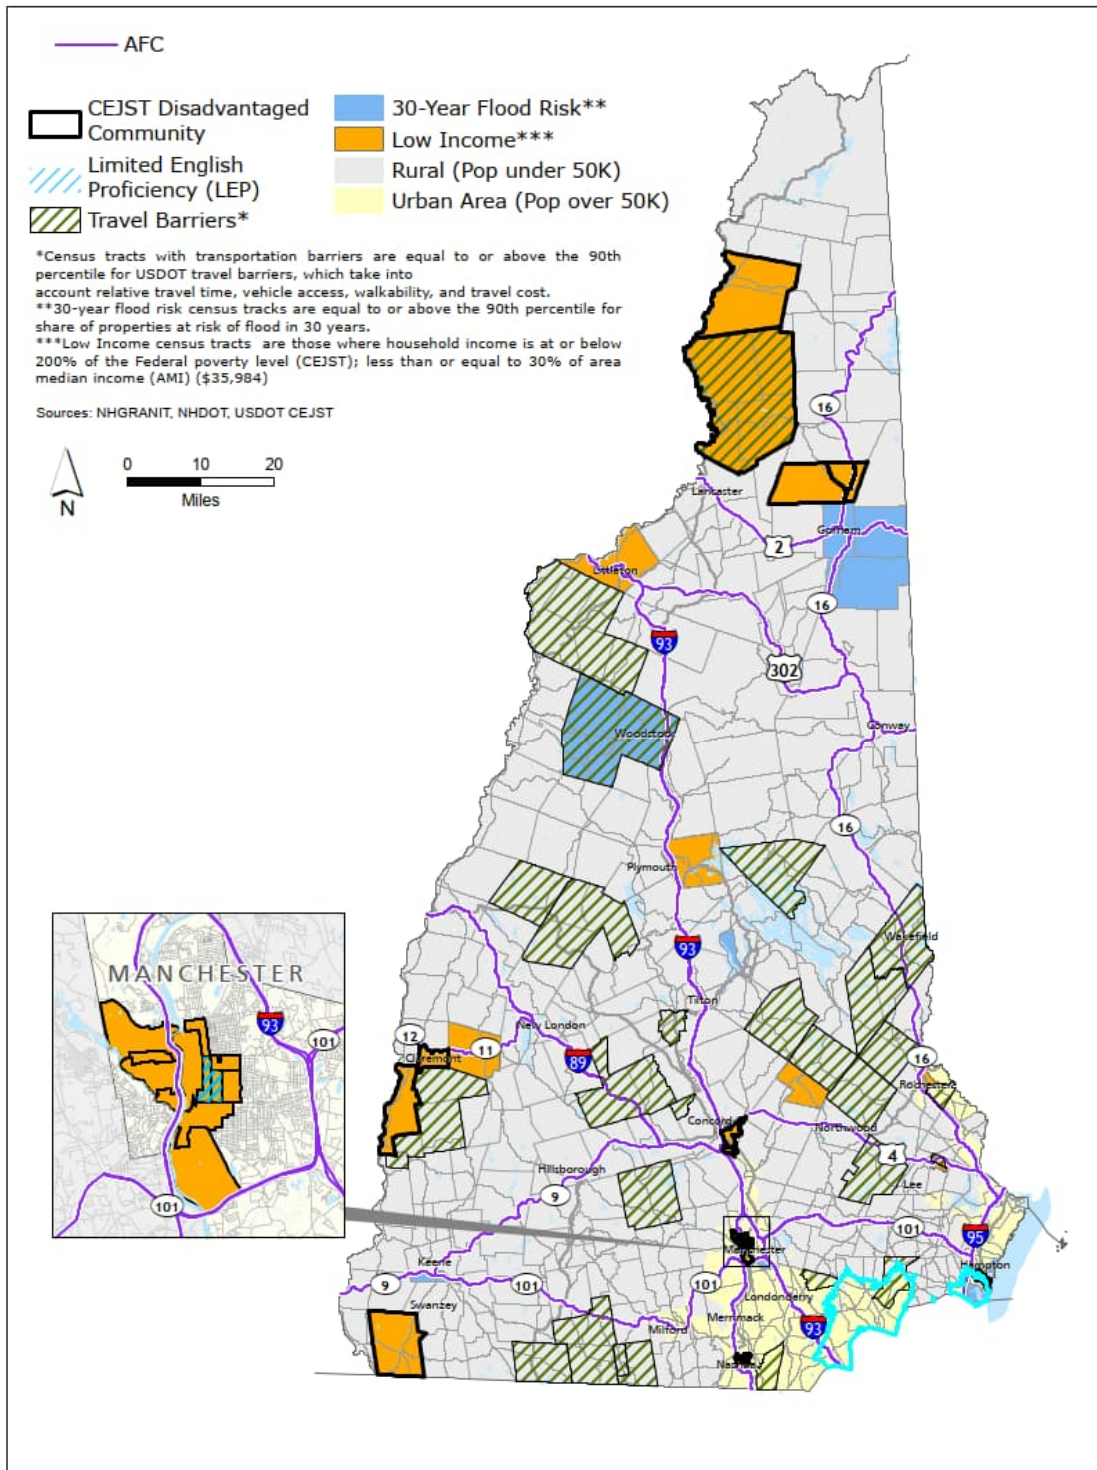 AFC
CEJST Disadvantaged
Community
Limited English
Proficiency (LEP)
Travel Barriers*
30-Year Flood Risk**
Low Income***
Rural (Pop under 50K)
Urban Area (Pop over 50K)
*Census tracts with transportation barriers are equal to or above the 90th
percentile for USDOT travel barriers, which take into
account relative travel time, vehicle access, walkability, and travel cost.
**30-year flood risk census tracks are equal to or above the 90th percentile for
share of properties at risk of flood in 30 years.
***Low Income census tracts are those where household income is at or below
200% of the Federal poverty level (CEJST); less than or equal to 30% of area
median income (AMI) ($35,984)
Sources: NHGRANIT, NHDOT, USDOT CEJST
0 10 20
Miles
N
16
Lancaster
Gorham
2
Littleton
16
93
302
Woodstock
Conway
16
Plymouth
Wakefield
93
Tilton
MANCHESTER
93
101
101
New London
12
11
Claremont
89
16
Rochester
Concord
Northwood
4
Lee
Hillsborough
9
101
95
Hampton
Manchester
Keene
9
101
101
Londonderry
Swanzey
Merrimack
Milford
93
Nashua